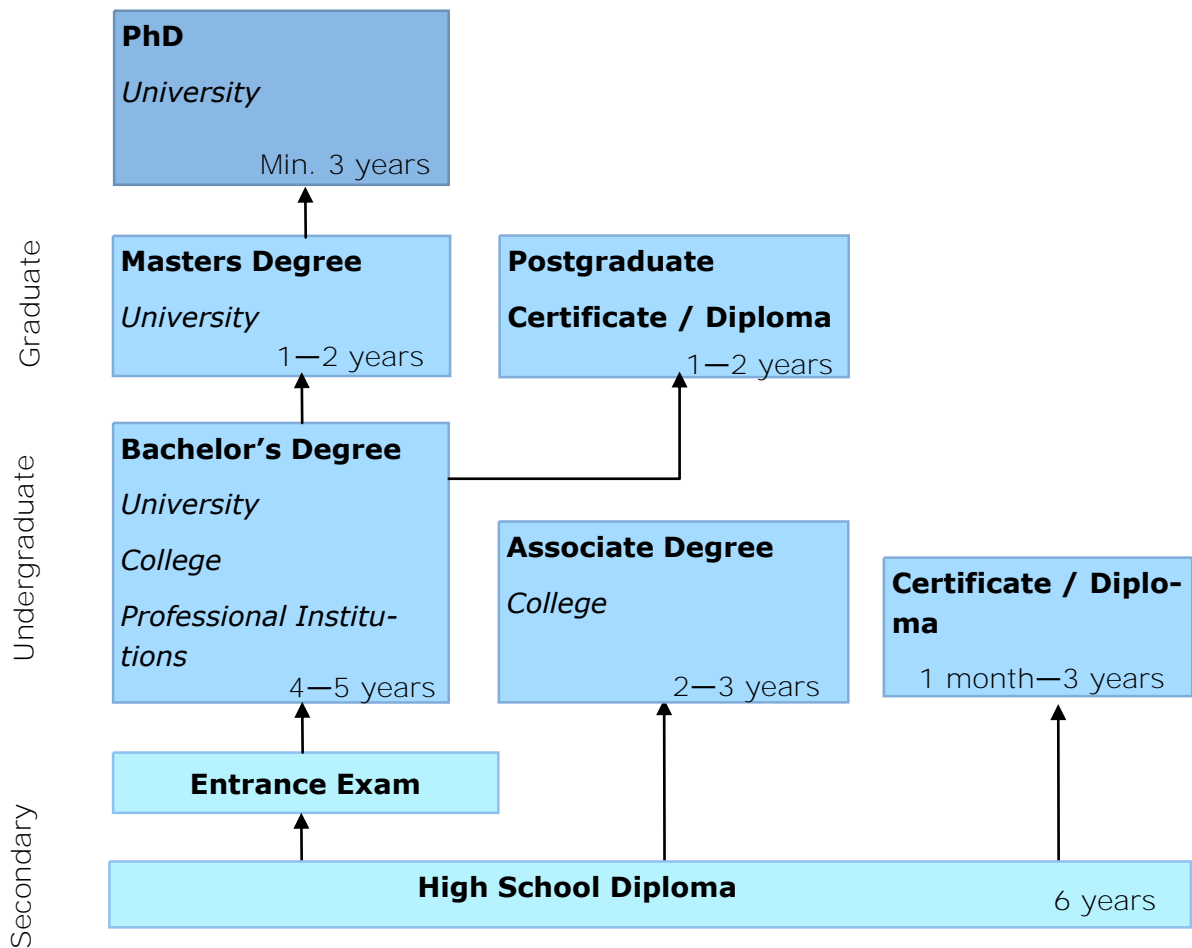 PhD
University
Min. 3 years
Graduate
Masters Degree
University
1—2 years
Postgraduate
Certificate / Diploma
1—2 years
Undergraduate
Bachelor’s Degree
University
College
Professional Institu-
tions
4—5 years
Associate Degree
College
2—3 years
Certificate / Diplo-
ma
1 month—3 years
Secondary
Entrance Exam
High School Diploma
6 years